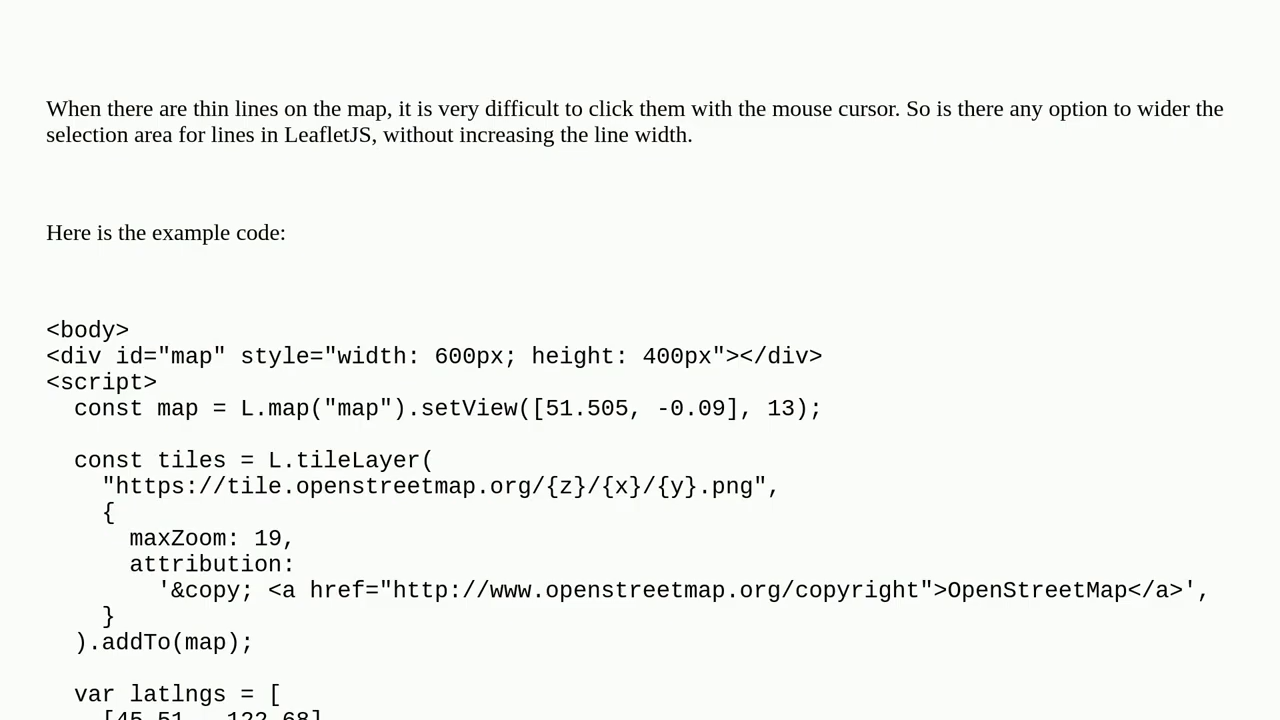 When there are thin lines on the map, it is very difficult to click them with the mouse cursor. So is there any option to wider the
selection area for lines in LeafletJS, without increasing the line width.
Here is the example code:
<body>
<div id="map" style="width: 600px; height: 400px"></div>
<script>
  const map = L.map("map").setView([51.505, -0.09], 13);
  const tiles = L.tileLayer(
    "https://tile.openstreetmap.org/{z}/{x}/{y}.png",
    {
      maxZoom: 19,
      attribution:
        '&copy; <a href="http://www.openstreetmap.org/copyright">OpenStreetMap</a>',
    }
  ).addTo(map);
  var latlngs = [
    [45.51, -122.68],